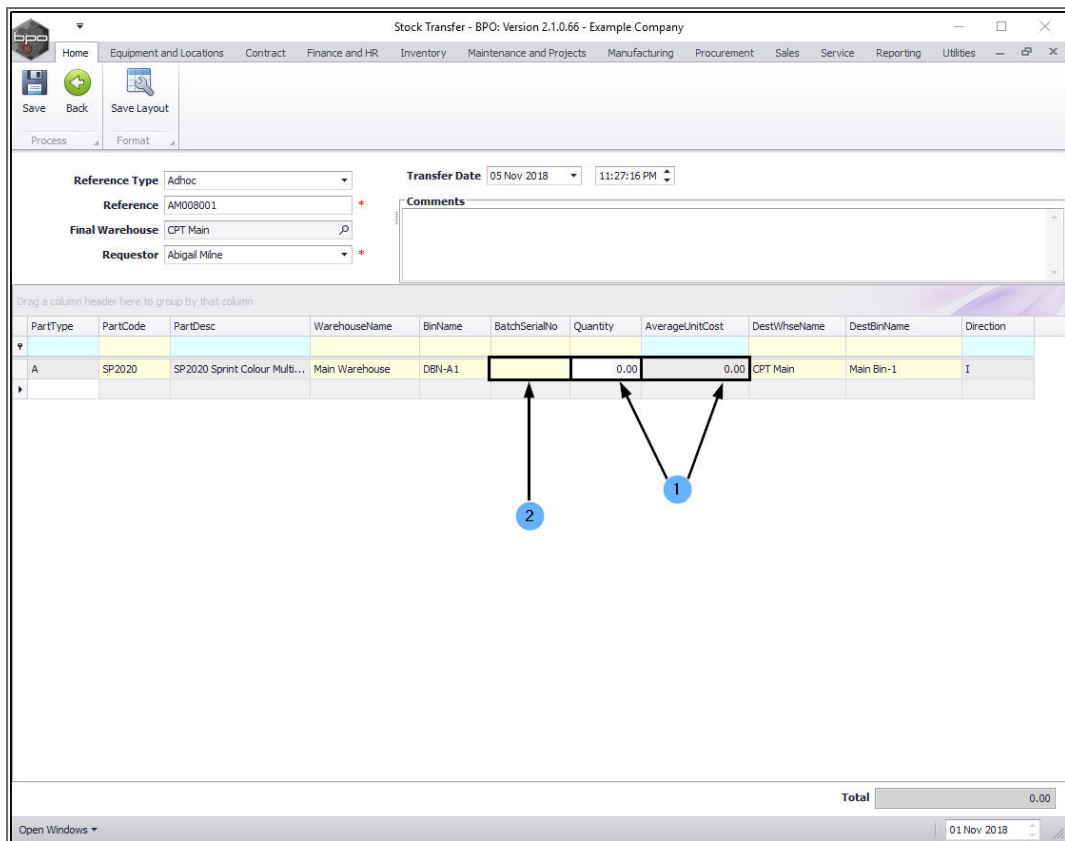 Stock Transfer - BPO: Version 2.1.0.66 - Example Company
bpo
Home Equipment and Locations Contract Finance and HR Inventory Maintenance and Projects Manufacturing Procurement Sales Service Reporting Utilities
Save Back Save Layout
Process Format
Reference Type Adhoc Transfer Date 05 Nov 2018 11:27:16 PM
Reference AM008001 * Comments
Final Warehouse CPT Main
Requestor Abigail Milne *
Drag a column header here to group by that column
PartType PartCode PartDesc WarehouseName BinName BatchSerialNo Quantity AverageUnitCost DestWhseName DestBinName Direction
A SP2020 SP2020 Sprint Colour Multi... Main Warehouse DBN-A1 0.00 0.00 CPT Main Main Bin-1 I
1
2
Total 0.00
Open Windows 01 Nov 2018